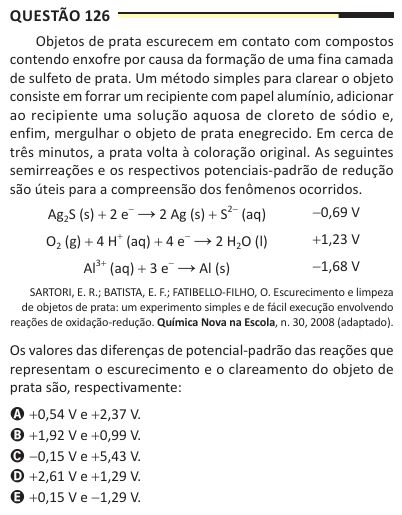 QUESTÃO 126
Objetos de prata escurecem em contato com compostos
contendo enxofre por causa da formação de uma fina camada
de sulfeto de prata. Um método simples para clarear o objeto
consiste em forrar um recipiente com papel alumínio, adicionar
ao recipiente uma solução aquosa de cloreto de sódio e,
enfim, mergulhar o objeto de prata enegrecido. Em cerca de
três minutos, a prata volta à coloração original. As seguintes
semirreações e os respectivos potenciais-padrão de redução
são úteis para a compreensão dos fenômenos ocorridos.
Ag₂S (s) + 2 e⁻ → 2 Ag (s) + S²⁻ (aq) −0,69 V
O₂ (g) + 4 H⁺ (aq) + 4 e⁻ → 2 H₂O (l) +1,23 V
Al³⁺ (aq) + 3 e⁻ → Al (s) −1,68 V
SARTORI, E. R.; BATISTA, E. F.; FATIBELLO-FILHO, O. Escurecimento e limpeza
de objetos de prata: um experimento simples e de fácil execução envolvendo
reações de oxidação-redução. Química Nova na Escola, n. 30, 2008 (adaptado).
Os valores das diferenças de potencial-padrão das reações que
representam o escurecimento e o clareamento do objeto de
prata são, respectivamente:
A +0,54 V e +2,37 V.
B +1,92 V e +0,99 V.
C −0,15 V e +5,43 V.
D +2,61 V e +1,29 V.
E +0,15 V e −1,29 V.